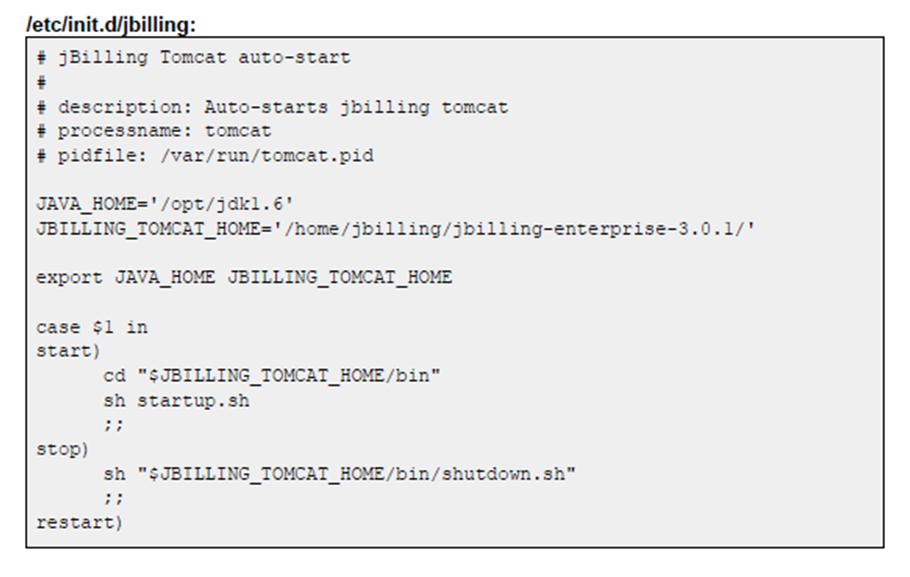 /etc/init.d/jbilling:
# jBilling Tomcat auto-start
#
# description: Auto-starts jbilling tomcat
# processname: tomcat
# pidfile: /var/run/tomcat.pid
JAVA_HOME='/opt/jdk1.6'
JBILLING_TOMCAT_HOME='/home/jbilling/jbilling-enterprise-3.0.1/'
export JAVA_HOME JBILLING_TOMCAT_HOME
case $1 in
start)
cd "$JBILLING_TOMCAT_HOME/bin"
sh startup.sh
;;
stop)
sh "$JBILLING_TOMCAT_HOME/bin/shutdown.sh"
;;
restart)